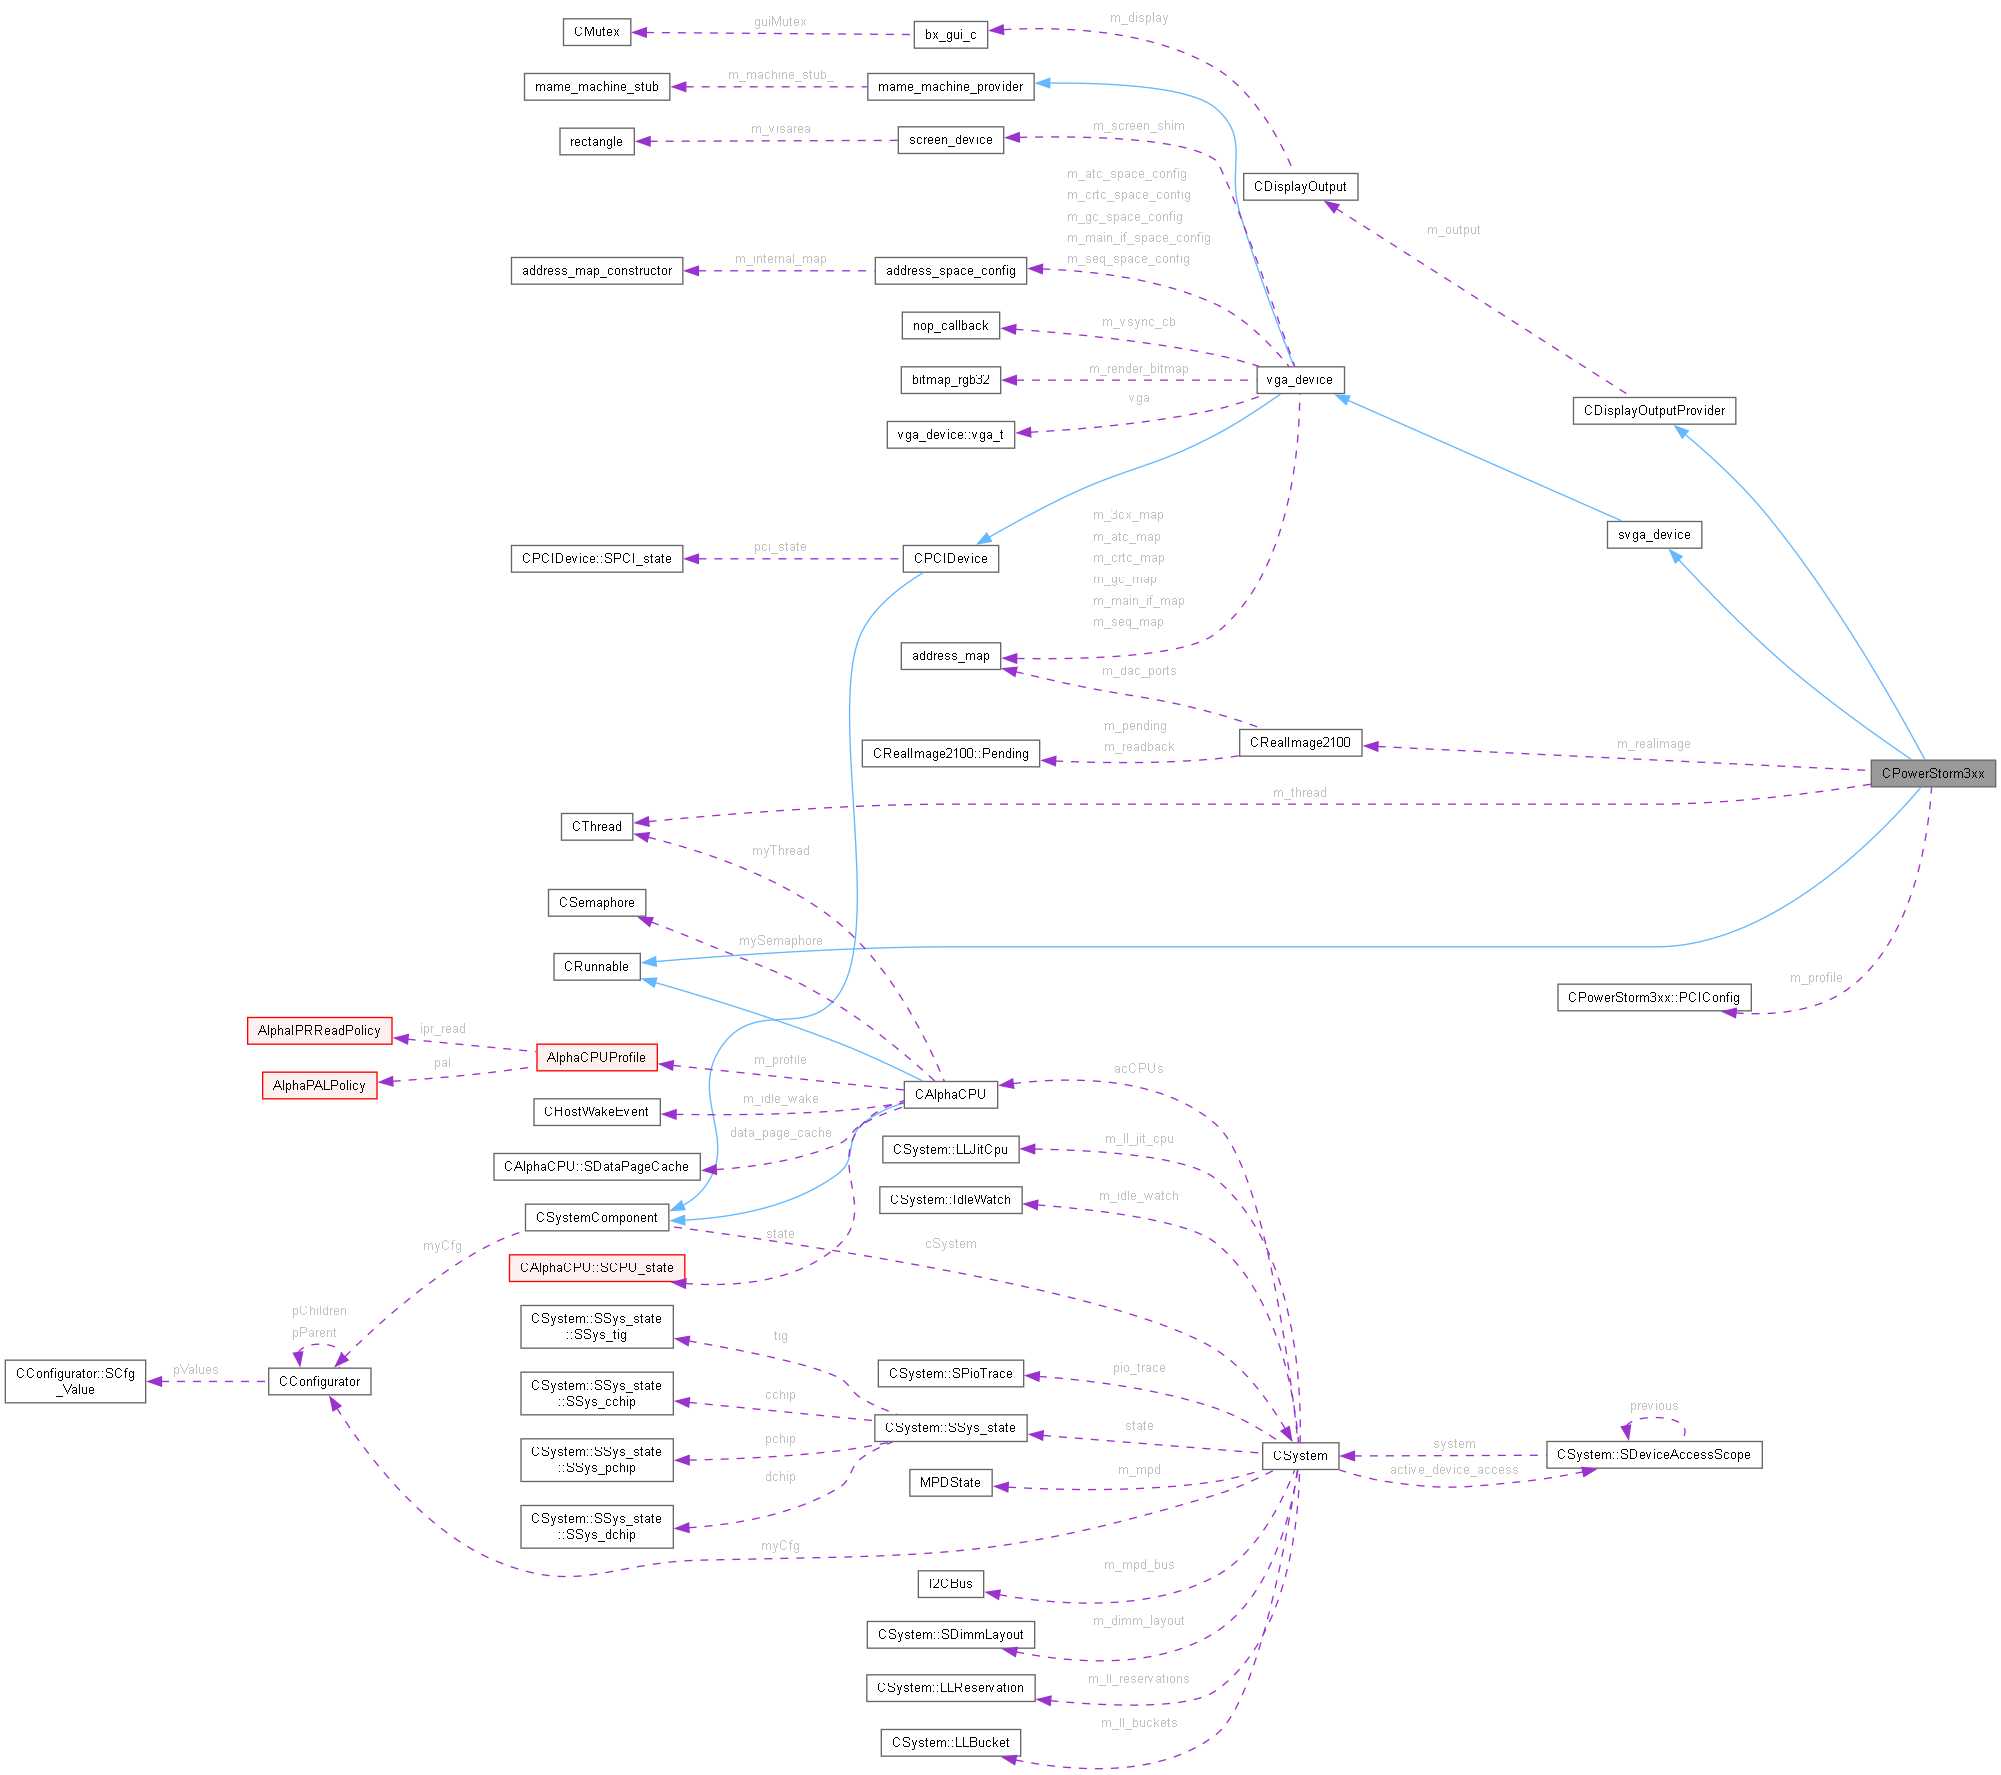 CMutex
guiMutex
bx_gui_c
m_display
mame_machine_stub
m_machine_stub_
mame_machine_provider
rectangle
m_visarea
screen_device
m_screen_shim
CDisplayOutput
m_atc_space_config
m_crtc_space_config
m_gc_space_config
m_main_if_space_config
m_seq_space_config
m_output
address_map_constructor
m_internal_map
address_space_config
nop_callback
m_vsync_cb
bitmap_rgb32
m_render_bitmap
vga_device
vga
CDisplayOutputProvider
vga_device::vga_t
m_3cx_map
m_atc_map
m_crtc_map
m_gc_map
m_main_if_map
m_seq_map
svga_device
CPCIDevice::SPCI_state
pci_state
CPCIDevice
address_map
m_dac_ports
m_pending
m_readback
CRealImage2100::Pending
CRealImage2100
m_realimage
CPowerStorm3xx
m_thread
CThread
myThread
CSemaphore
mySemaphore
CRunnable
m_profile
CPowerStorm3xx::PCIConfig
AlphaIPRReadPolicy
ipr_read
AlphaCPUProfile
m_profile
pal
AlphaPALPolicy
CAlphaCPU
acCPUs
CHostWakeEvent
m_idle_wake
data_page_cache
CAlphaCPU::SDataPageCache
CSystem::LLJitCpu
m_ll_jit_cpu
CSystem::IdleWatch
m_idle_watch
CSystemComponent
state
cSystem
myCfg
CAlphaCPU::SCPU_state
pChildren
pParent
CConfigurator
pValues
CConfigurator::SCfg
_Value
CSystem::SSys_state
::SSys_tig
tig
CSystem::SPioTrace
pio_trace
CSystem::SSys_state
::SSys_cchip
cchip
CSystem::SSys_state
state
CSystem
system
active_device_access
previous
CSystem::SDeviceAccessScope
CSystem::SSys_state
::SSys_pchip
pchip
dchip
MPDState
m_mpd
CSystem::SSys_state
::SSys_dchip
myCfg
I2CBus
m_mpd_bus
CSystem::SDimmLayout
m_dimm_layout
CSystem::LLReservation
m_ll_reservations
CSystem::LLBucket
m_ll_buckets